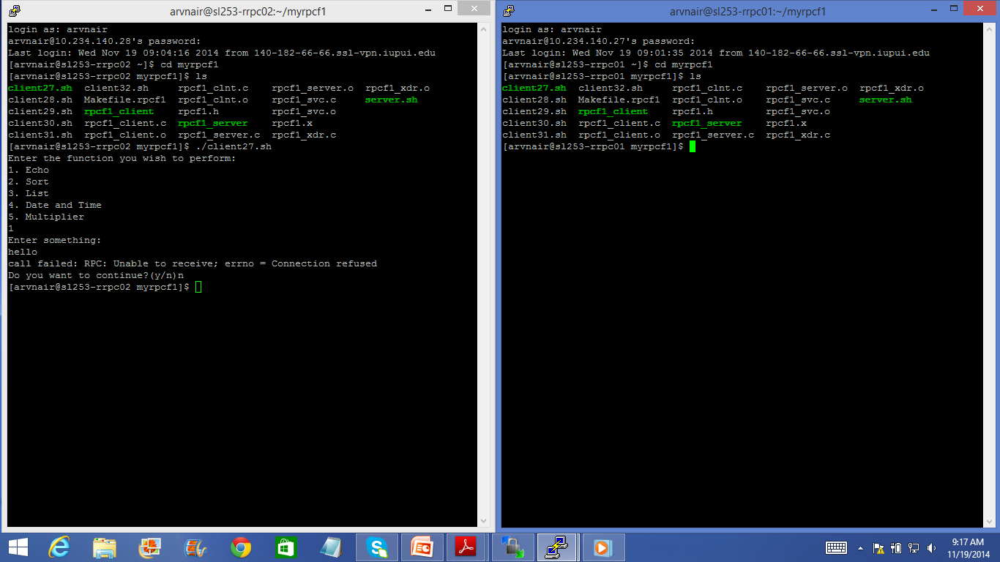 arvnair@sl253-rrpc02:~/myrpcf1
login as: arvnair
arvnair@10.234.140.28's password:
Last login: Wed Nov 19 09:04:16 2014 from 140-182-66-66.ssl-vpn.iupui.edu
[arvnair@sl253-rrpc02 ~]$ cd myrpcf1
[arvnair@sl253-rrpc02 myrpcf1]$ ls
client27.sh client32.sh rpcf1_clnt.c rpcf1_server.o rpcf1_xdr.o
client28.sh Makefile.rpcf1 rpcf1_clnt.o rpcf1_svc.c server.sh
client29.sh rpcf1_client rpcf1.h rpcf1_svc.o
client30.sh rpcf1_client.c rpcf1_server rpcf1.x
client31.sh rpcf1_client.o rpcf1_server.c rpcf1_xdr.c
[arvnair@sl253-rrpc02 myrpcf1]$ ./client27.sh
Enter the function you wish to perform:
1. Echo
2. Sort
3. List
4. Date and Time
5. Multiplier
1
Enter something:
hello
call failed: RPC: Unable to receive; errno = Connection refused
Do you want to continue?(y/n)n
[arvnair@sl253-rrpc02 myrpcf1]$
arvnair@sl253-rrpc01:~/myrpcf1
login as: arvnair
arvnair@10.234.140.27's password:
Last login: Wed Nov 19 09:01:35 2014 from 140-182-66-66.ssl-vpn.iupui.edu
[arvnair@sl253-rrpc01 ~]$ cd myrpcf1
[arvnair@sl253-rrpc01 myrpcf1]$ ls
client27.sh client32.sh rpcf1_clnt.c rpcf1_server.o rpcf1_xdr.o
client28.sh Makefile.rpcf1 rpcf1_clnt.o rpcf1_svc.c server.sh
client29.sh rpcf1_client rpcf1.h rpcf1_svc.o
client30.sh rpcf1_client.c rpcf1_server rpcf1.x
client31.sh rpcf1_client.o rpcf1_server.c rpcf1_xdr.c
[arvnair@sl253-rrpc01 myrpcf1]$
9:17 AM
11/19/2014